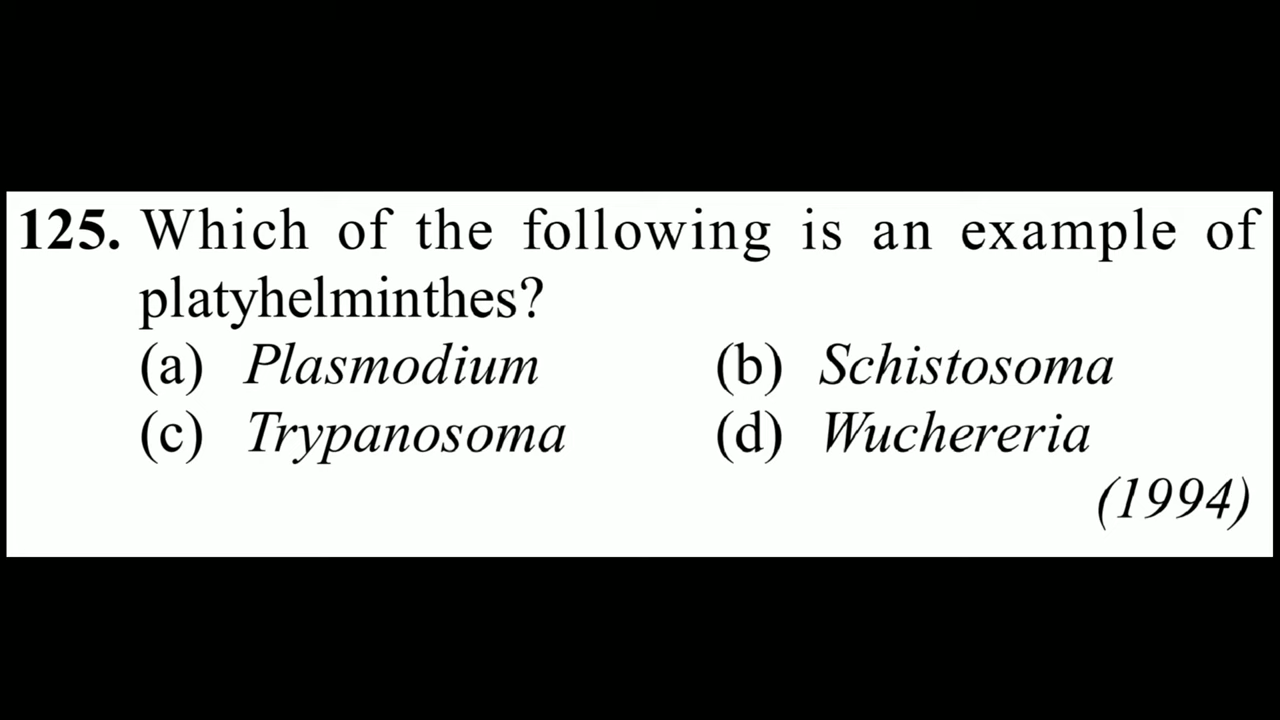 125. Which of the following is an example of
platyhelminthes?
(a) Plasmodium (b) Schistosoma
(c) Trypanosoma (d) Wuchereria
(1994)